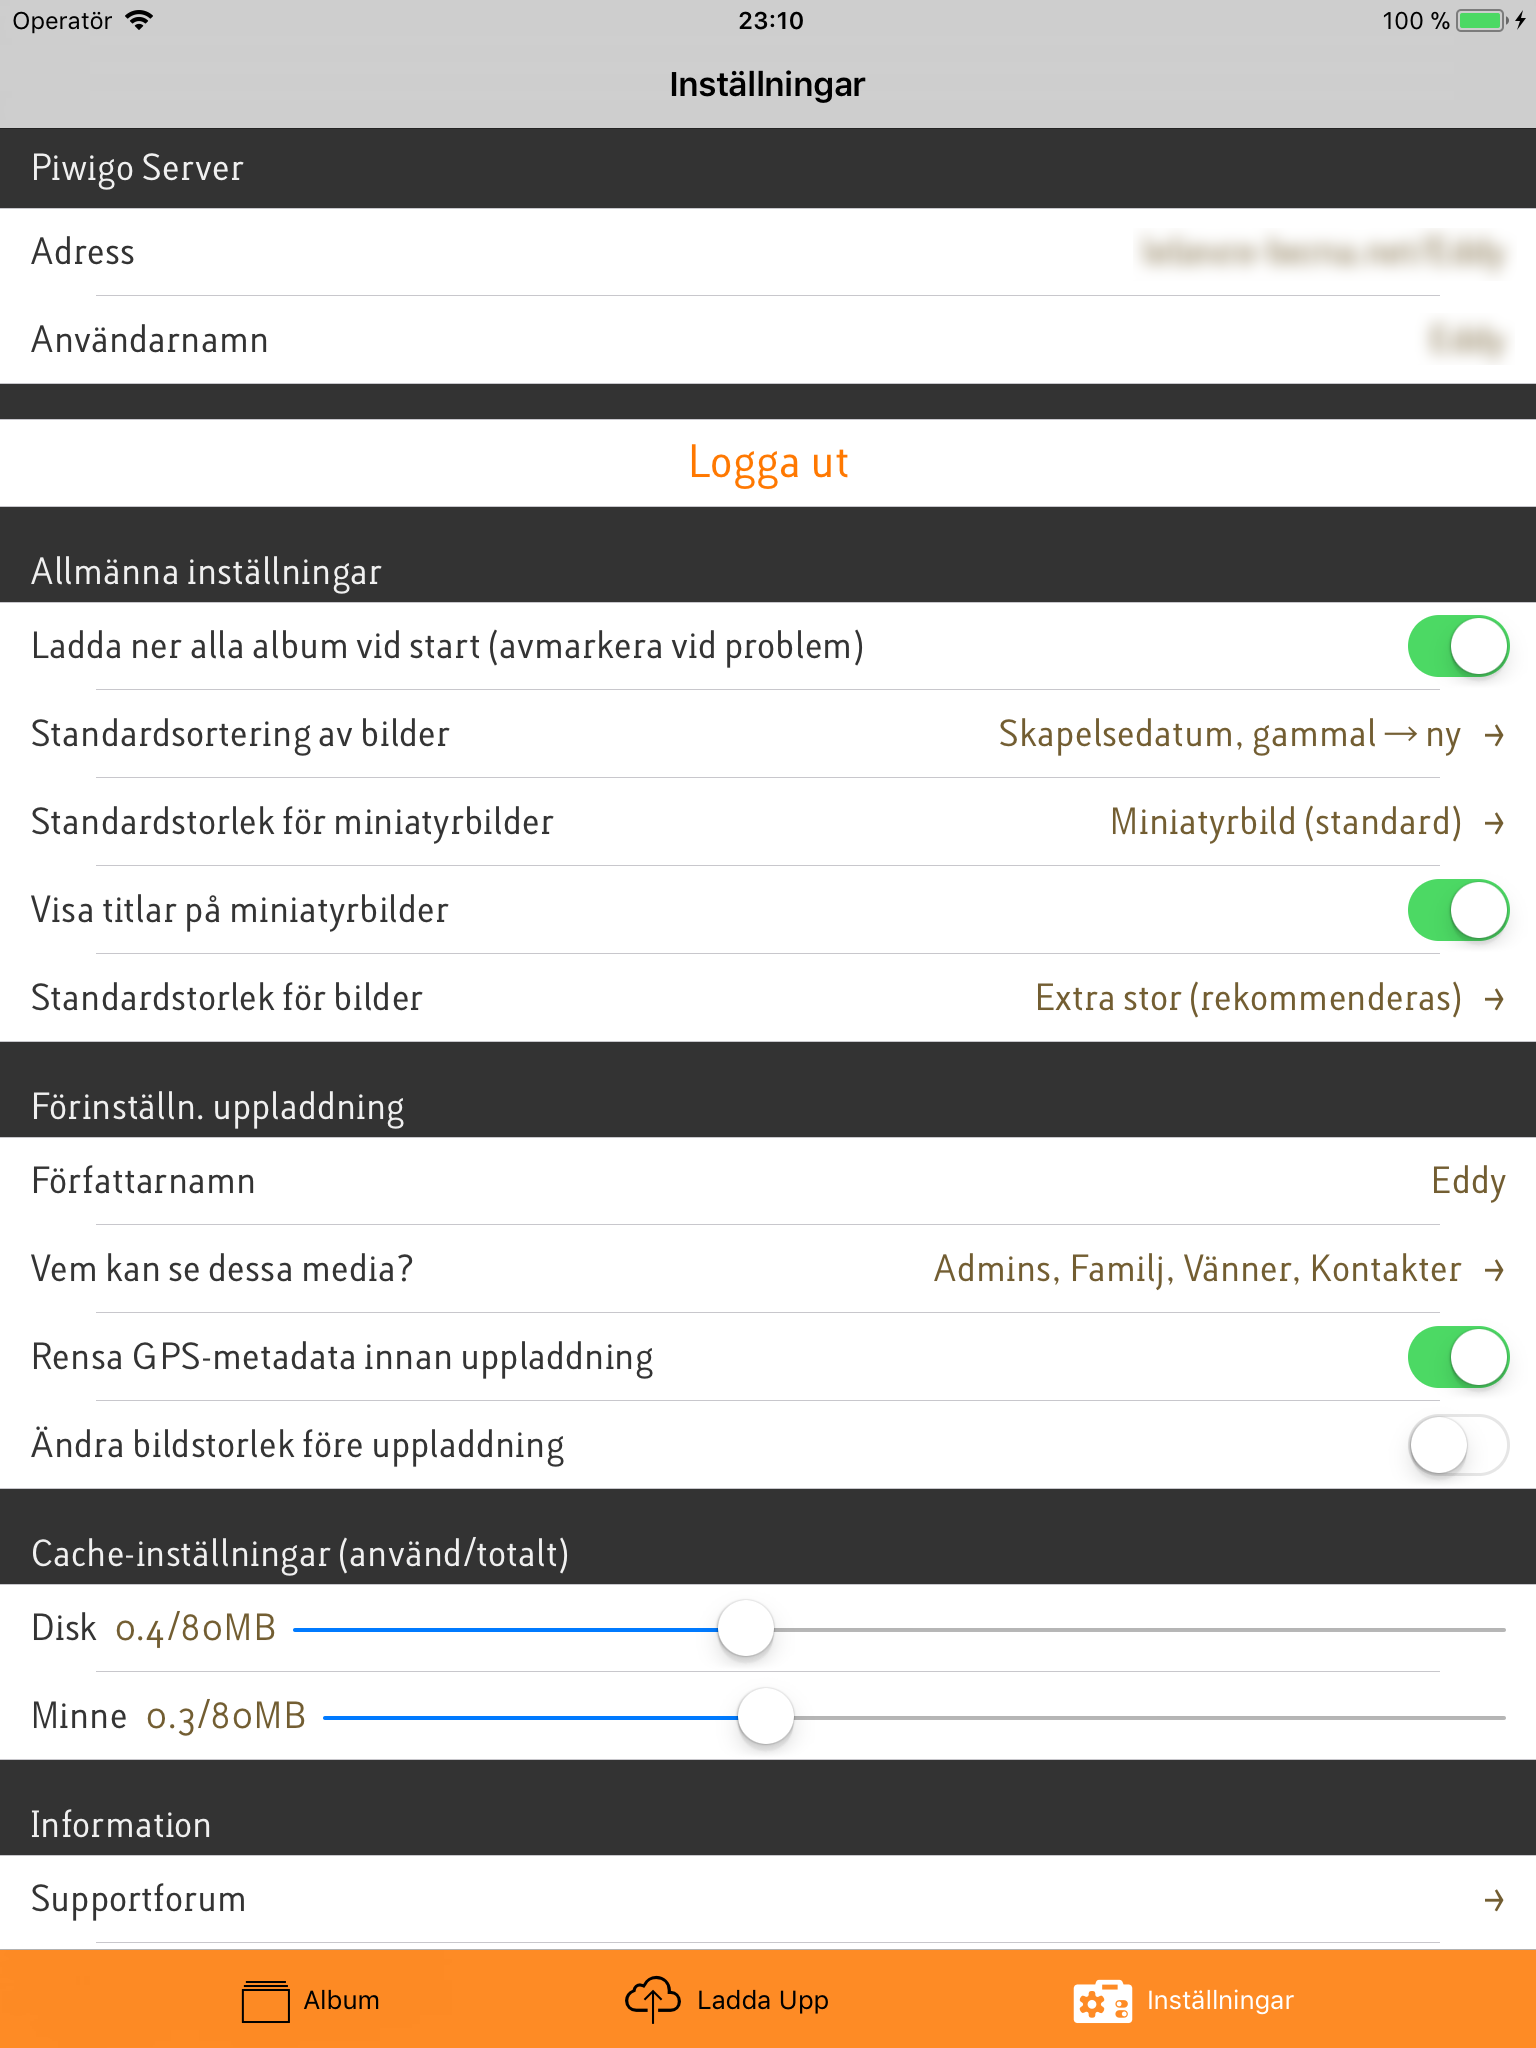 Operatör 23:10 100 %
Inställningar
Piwigo Server
Adress
Användarnamn
Logga ut
Allmänna inställningar
Ladda ner alla album vid start (avmarkera vid problem)
Standardsortering av bilder Skapelsedatum, gammal → ny →
Standardstorlek för miniatyrbilder Miniatyrbild (standard) →
Visa titlar på miniatyrbilder
Standardstorlek för bilder Extra stor (rekommenderas) →
Förinställn. uppladdning
Författarnamn Eddy
Vem kan se dessa media? Admins, Familj, Vänner, Kontakter →
Rensa GPS-metadata innan uppladdning
Ändra bildstorlek före uppladdning
Cache-inställningar (använd/totalt)
Disk 0.4/80MB
Minne 0.3/80MB
Information
Supportforum →
Album Ladda Upp Inställningar